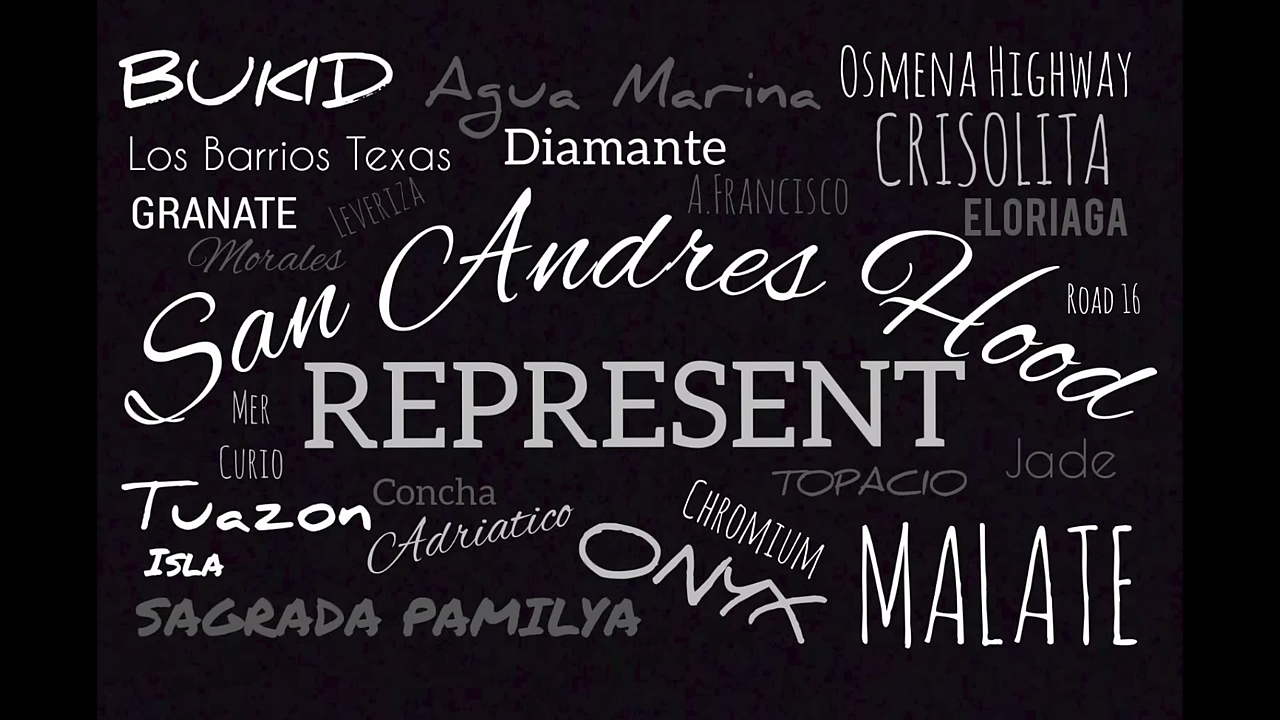 BUKID
Agua Marina
OSMENA HIGHWAY
Los Barrios Texas
Diamante
CRISOLITA
GRANATE
LEVERIZA
A.FRANCISCO
ELORIAGA
Morales
San Andres Hood
ROAD 16
REPRESENT
MER
CURIO
TOPACIO
Jade
Tuazon
Concha
Adriatico
CHROMIUM
ONYX
MALATE
ISLA
SAGRADA PAMILYA